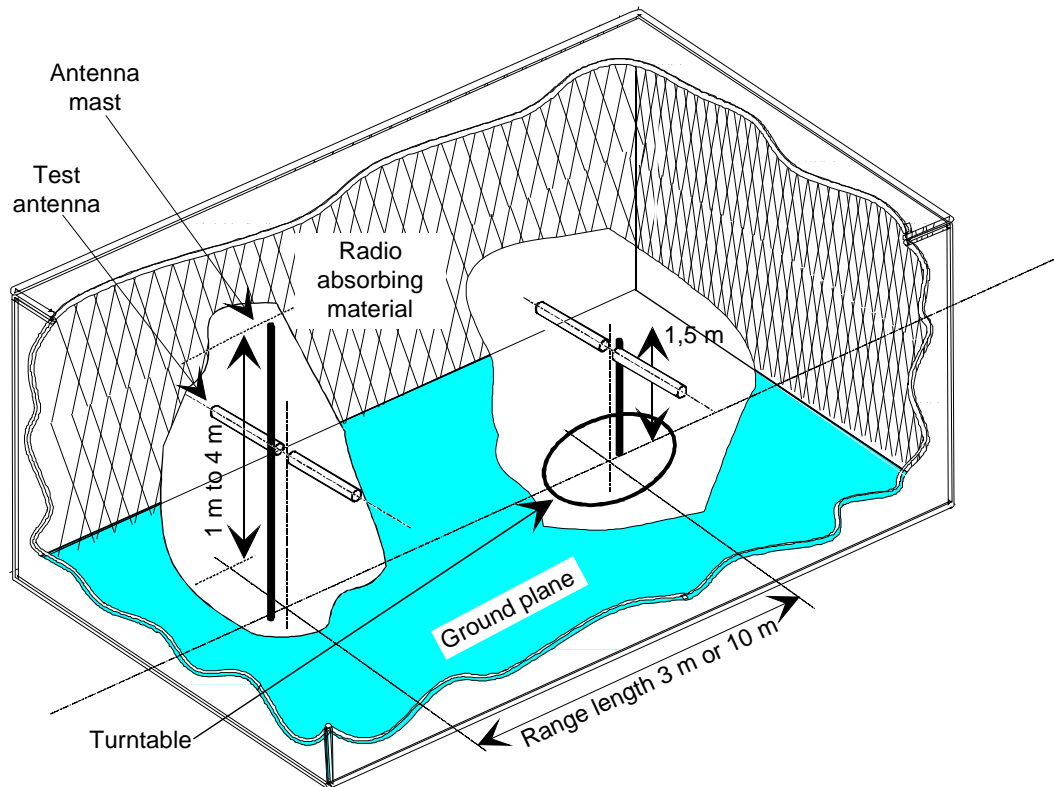 Antenna
mast
Test
antenna
Radio
absorbing
material
1,5 m
1 m to 4 m
Ground plane
Range length 3 m or 10 m
Turntable